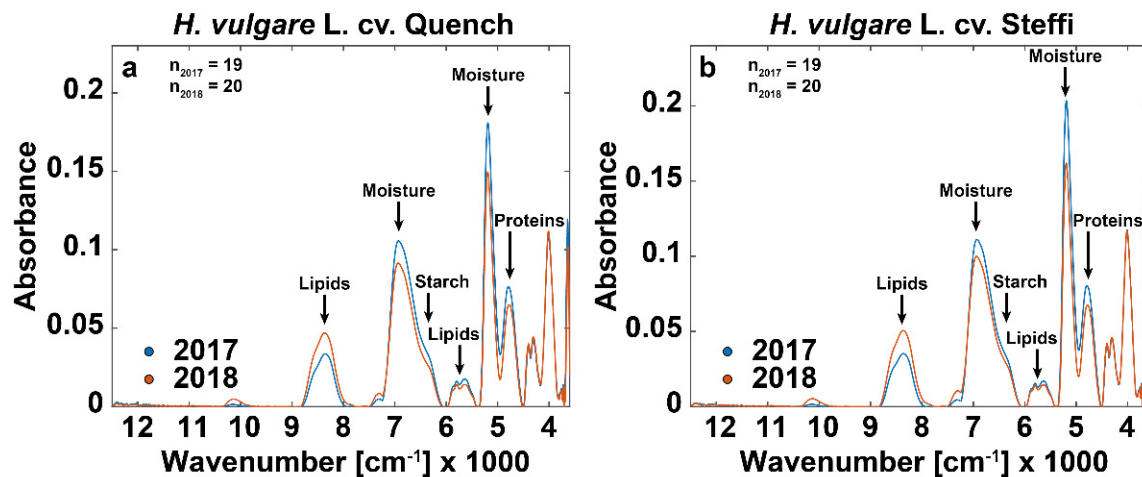 H. vulgare L. cv. Quench
a
n2017 = 19
n2018 = 20
Moisture
Moisture
Proteins
Lipids
Starch
Lipids
2017
2018
0.2
0.15
0.1
0.05
0
Absorbance
12 11 10 9 8 7 6 5 4
Wavenumber [cm⁻¹] x 1000
H. vulgare L. cv. Steffi
b
n2017 = 19
n2018 = 20
Moisture
Moisture
Proteins
Lipids
Starch
Lipids
2017
2018
0.2
0.15
0.1
0.05
0
Absorbance
12 11 10 9 8 7 6 5 4
Wavenumber [cm⁻¹] x 1000